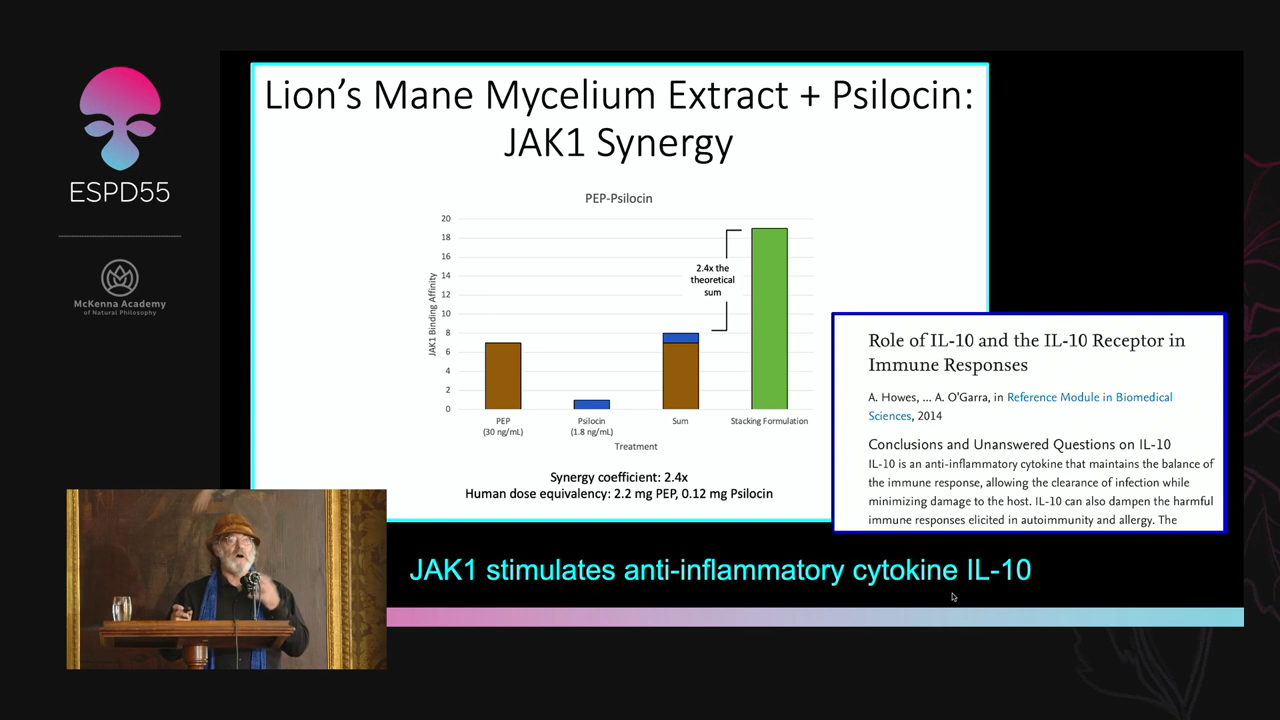 ESPD55
McKenna Academy
of Natural Philosophy
Lion's Mane Mycelium Extract + Psilocin:
JAK1 Synergy
PEP-Psilocin
JAK1 Binding Affinity
20
18
16
14
12
10
8
6
4
2
0
2.4x the
theoretical
sum
PEP
(30 ng/mL)
Psilocin
(1.8 ng/mL)
Sum
Stacking Formulation
Treatment
Synergy coefficient: 2.4x
Human dose equivalency: 2.2 mg PEP, 0.12 mg Psilocin
Role of IL-10 and the IL-10 Receptor in
Immune Responses
A. Howes, ... A. O'Garra, in Reference Module in Biomedical
Sciences, 2014
Conclusions and Unanswered Questions on IL-10
IL-10 is an anti-inflammatory cytokine that maintains the balance of
the immune response, allowing the clearance of infection while
minimizing damage to the host. IL-10 can also dampen the harmful
immune responses elicited in autoimmunity and allergy. The
JAK1 stimulates anti-inflammatory cytokine IL-10